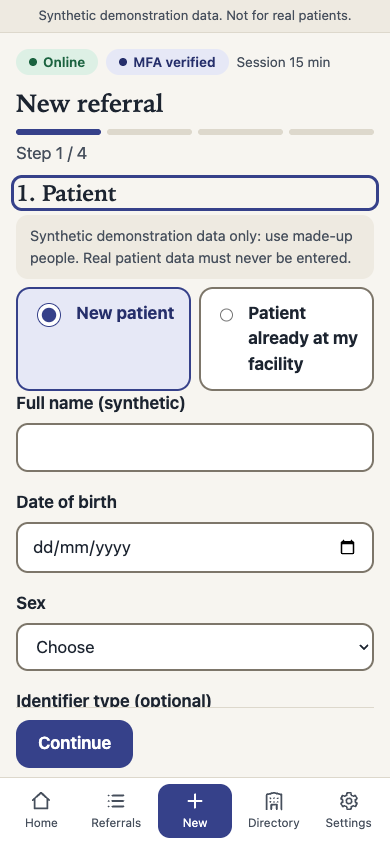 Synthetic demonstration data. Not for real patients.
Online
MFA verified
Session 15 min
New referral
Step 1 / 4
1. Patient
Synthetic demonstration data only: use made-up
people. Real patient data must never be entered.
New patient
Patient
already at my
facility
Full name (synthetic)
Date of birth
dd/mm/yyyy
Sex
Choose
Identifier type (optional)
Continue
Home
Referrals
New
Directory
Settings